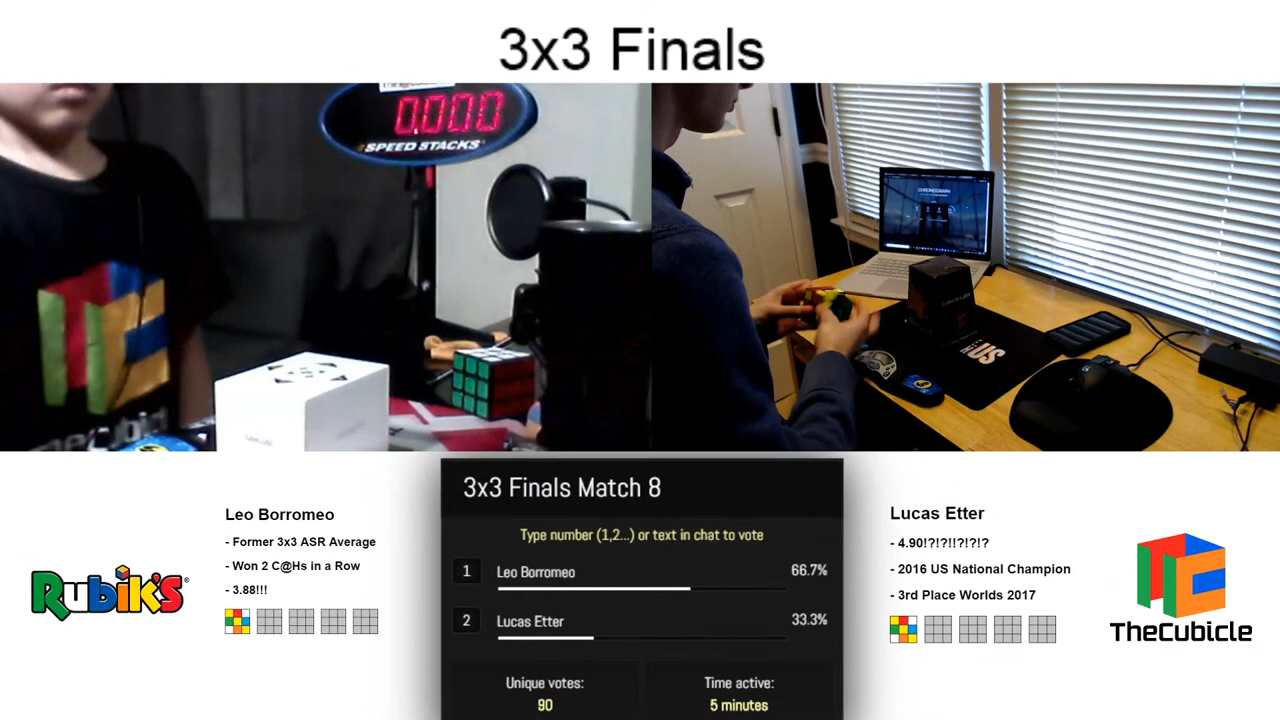 3x3 Finals
0.000
SPEED STACKS
US
Leo Borromeo
- Former 3x3 ASR Average
- Won 2 C@Hs in a Row
- 3.88!!!
RUBIK'S
3x3 Finals Match 8
Type number (1,2...) or text in chat to vote
1 Leo Borromeo 66.7%
2 Lucas Etter 33.3%
Unique votes:
90
Time active:
5 minutes
Lucas Etter
- 4.90!?!?!!?!?!?
- 2016 US National Champion
- 3rd Place Worlds 2017
TheCubicle